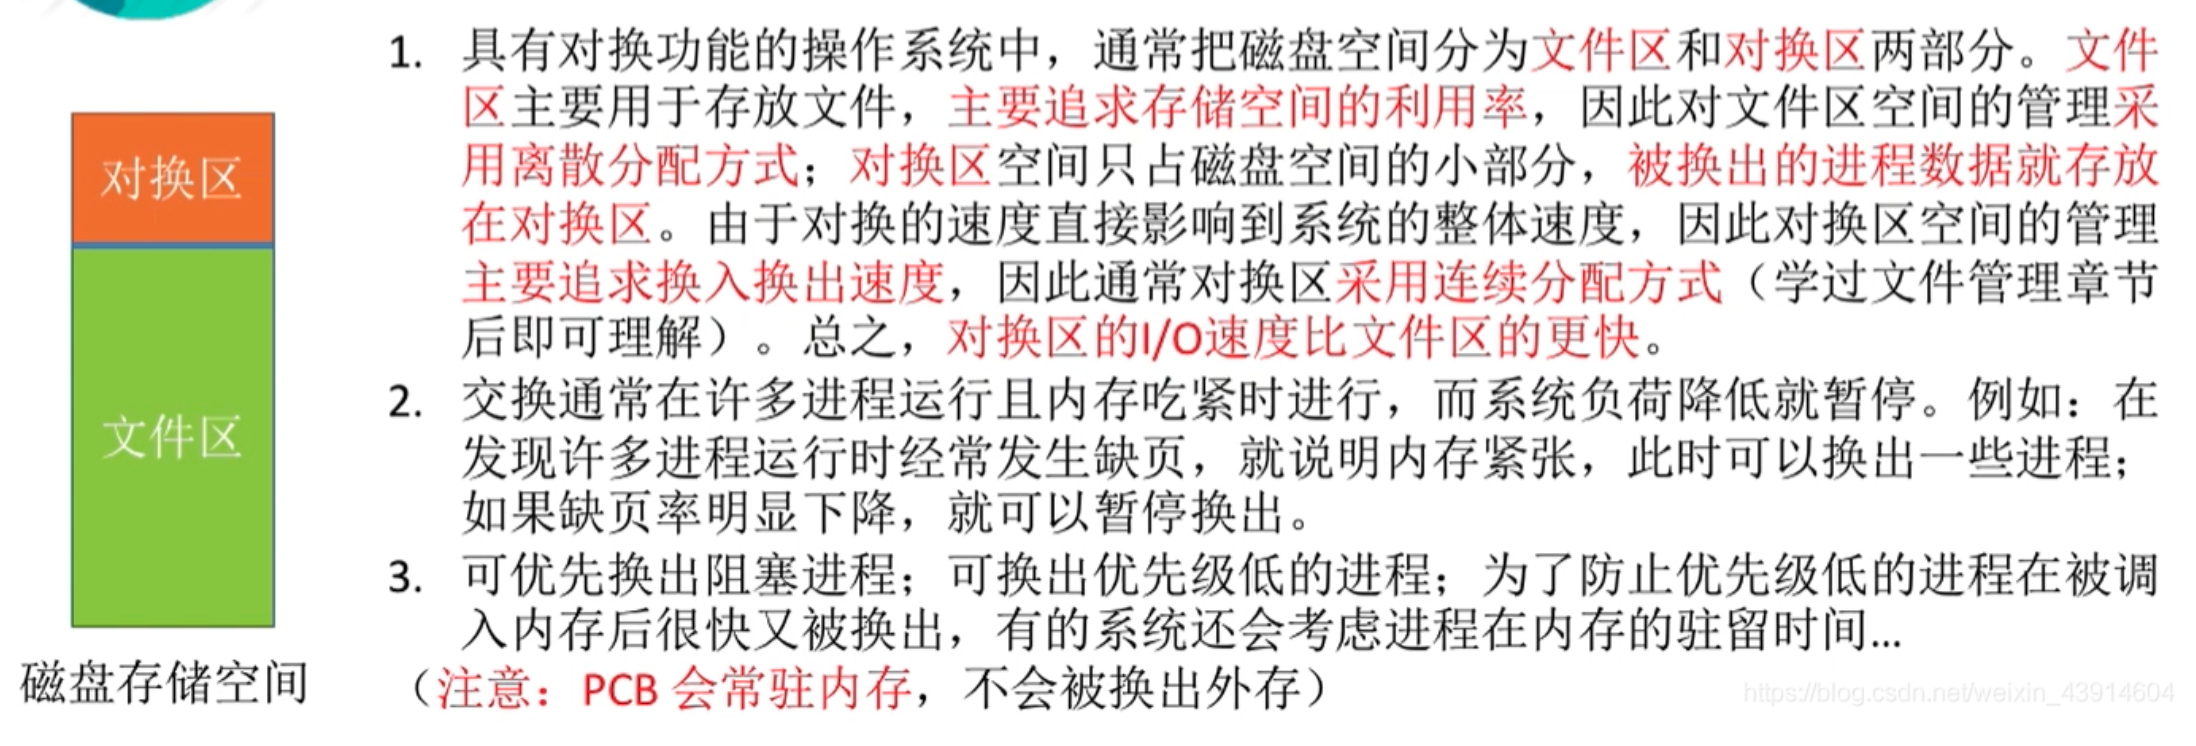 对换区
文件区
磁盘存储空间
1. 具有对换功能的操作系统中，通常把磁盘空间分为文件区和对换区两部分。文件
区主要用于存放文件，主要追求存储空间的利用率，因此对文件区空间的管理采
用离散分配方式；对换区空间只占磁盘空间的小部分，被换出的进程数据就存放
在对换区。由于对换的速度直接影响到系统的整体速度，因此对换区空间的管理
主要追求换入换出速度，因此通常对换区采用连续分配方式（学过文件管理章节
后即可理解）。总之，对换区的I/O速度比文件区的更快。
2. 交换通常在许多进程运行且内存吃紧时进行，而系统负荷降低就暂停。例如：在
发现许多进程运行时经常发生缺页，就说明内存紧张，此时可以换出一些进程；
如果缺页率明显下降，就可以暂停换出。
3. 可优先换出阻塞进程；可换出优先级低的进程；为了防止优先级低的进程在被调
入内存后很快又被换出，有的系统还会考虑进程在内存的驻留时间…
（注意：PCB 会常驻内存，不会被换出外存）
https://blog.csdn.net/weixin_43914604